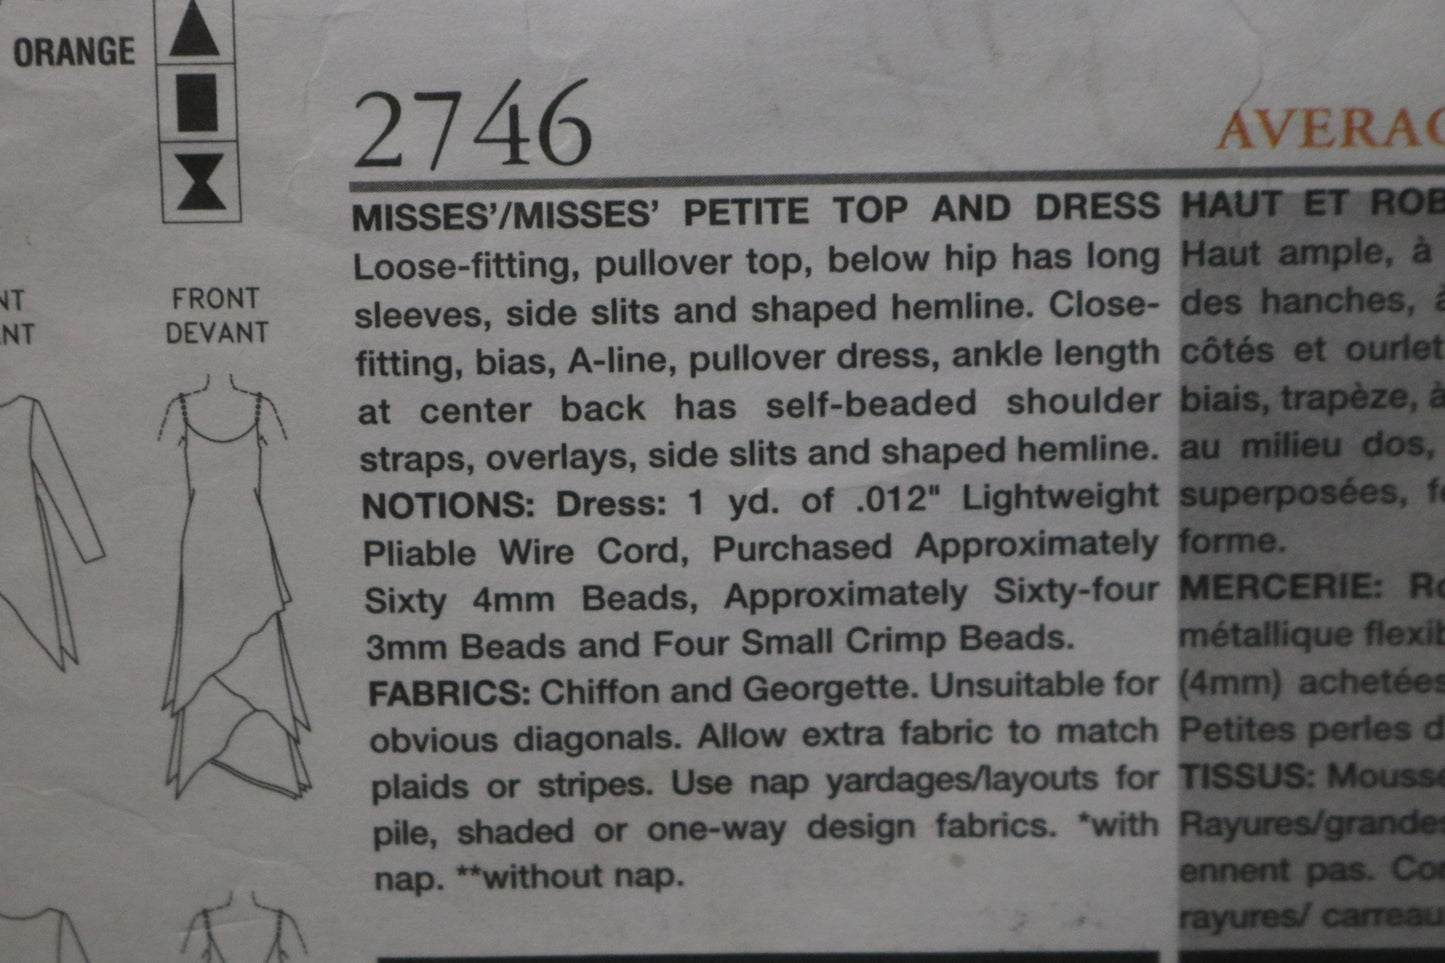 ORANGE
2746
AVERAG
NT
NT
FRONT
DEVANT
MISSES'/MISSES' PETITE TOP AND DRESS
Loose-fitting, pullover top, below hip has long
sleeves, side slits and shaped hemline. Close-
fitting, bias, A-line, pullover dress, ankle length
at center back has self-beaded shoulder
straps, overlays, side slits and shaped hemline.
NOTIONS: Dress: 1 yd. of .012" Lightweight
Pliable Wire Cord, Purchased Approximately
Sixty 4mm Beads, Approximately Sixty-four
3mm Beads and Four Small Crimp Beads.
FABRICS: Chiffon and Georgette. Unsuitable for
obvious diagonals. Allow extra fabric to match
plaids or stripes. Use nap yardages/layouts for
pile, shaded or one-way design fabrics. *with
nap. **without nap.
HAUT ET ROB
Haut ample, à
des hanches, à
côtés et ourlet
biais, trapèze, à
au milieu dos,
superposées, f
forme.
MERCERIE: R
métallique flexib
(4mm) achetées
Petites perles d
TISSUS: Mousse
Rayures/grandes
ennent pas. Co
rayures/ carreau